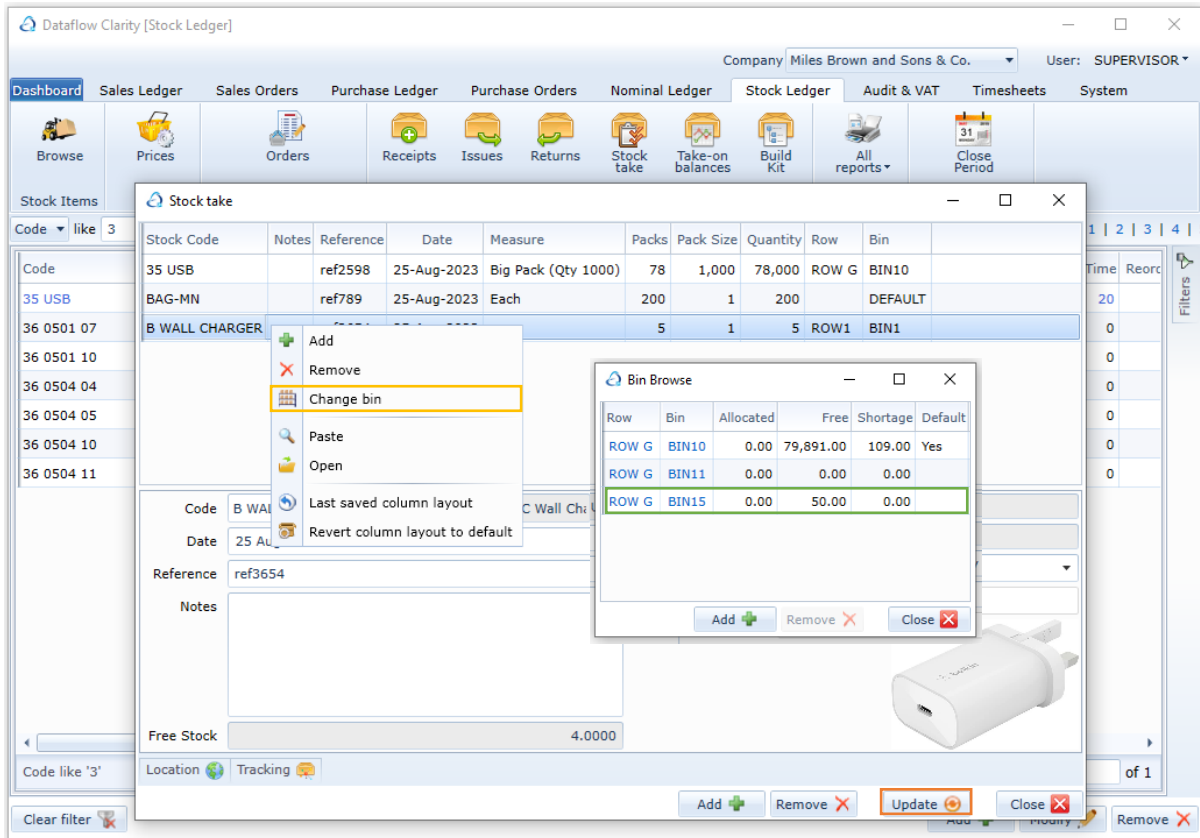 Dataflow Clarity [Stock Ledger]
Company Miles Brown and Sons & Co. User: SUPERVISOR
Dashboard Sales Ledger Sales Orders Purchase Ledger Purchase Orders Nominal Ledger Stock Ledger Audit & VAT Timesheets System
31
Browse Prices Orders Receipts Issues Returns Stock take Take-on balances Build Kit All reports Close Period
Stock Items
Stock take
Code like 3
1 | 2 | 3 | 4 |
Stock Code Notes Reference Date Measure Packs Pack Size Quantity Row Bin
Code
Time Reorc
Filters
35 USB ref2598 25-Aug-2023 Big Pack (Qty 1000) 78 1,000 78,000 ROW G BIN10
35 USB
20
BAG-MN ref789 25-Aug-2023 Each 200 1 200 DEFAULT
36 0501 07
0
B WALL CHARGER 5 1 5 ROW1 BIN1
36 0501 10
0
36 0504 04
0
36 0504 05
0
36 0504 10
0
36 0504 11
0
Add
Remove
Change bin
Paste
Open
Last saved column layout
Revert column layout to default
Bin Browse
Row Bin Allocated Free Shortage Default
ROW G BIN10 0.00 79,891.00 109.00 Yes
ROW G BIN11 0.00 0.00 0.00
ROW G BIN15 0.00 50.00 0.00
Add Remove Close
Code B WAL C Wall Cha
Date 25 Au
Reference ref3654
Notes
belkin
Free Stock 4.0000
Location Tracking
Add Remove Update Close
Code like '3'
of 1
Clear filter
Add Modify Remove